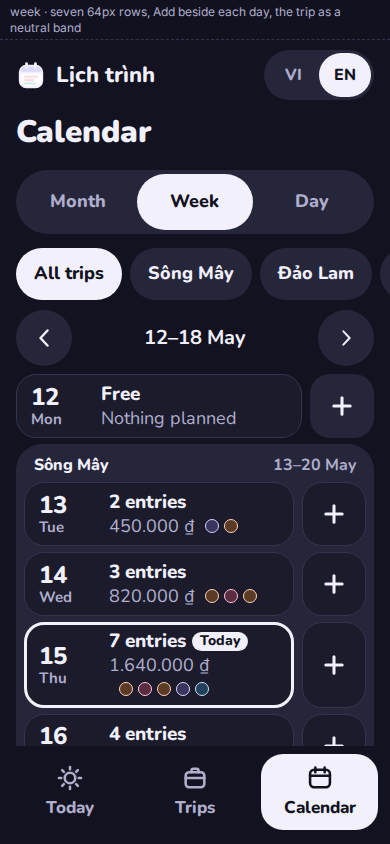 week · seven 64px rows, Add beside each day, the trip as a
neutral band
Lịch trình
VI EN
Calendar
Month Week Day
All trips Sông Mây Đảo Lam
12–18 May
12 Free
Mon Nothing planned
Sông Mây 13–20 May
13 2 entries
Tue 450.000 ₫
14 3 entries
Wed 820.000 ₫
15 7 entries Today
Thu 1.640.000 ₫
16 4 entries
Today Trips Calendar